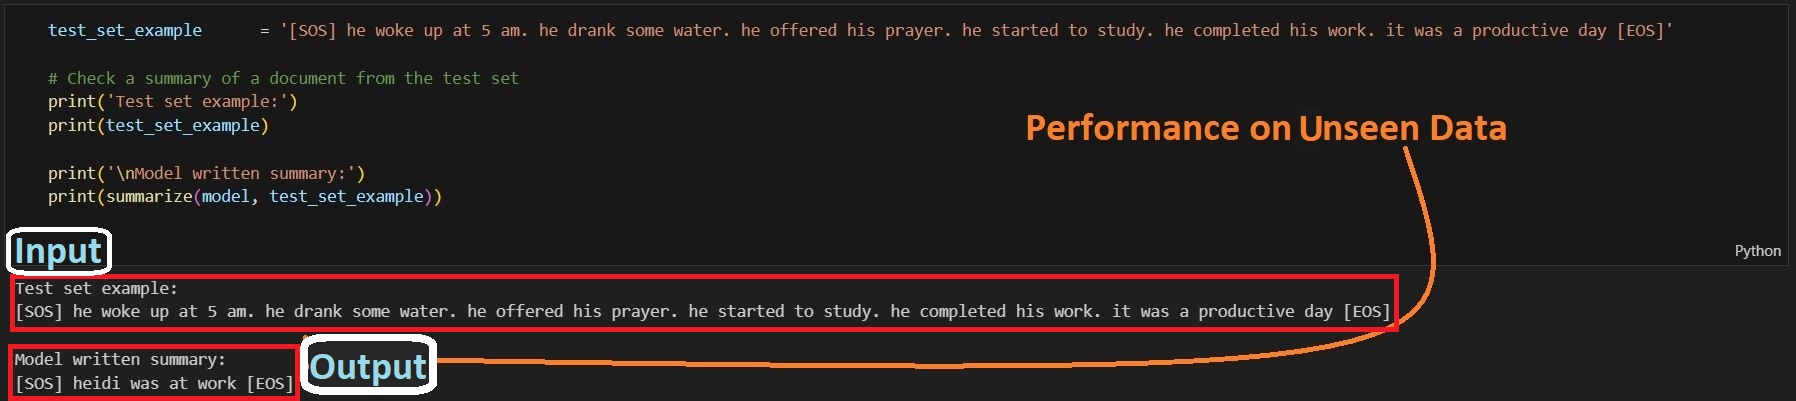 test_set_example      = '[SOS] he woke up at 5 am. he drank some water. he offered his prayer. he started to study. he completed his work. it was a productive day [EOS]'
# Check a summary of a document from the test set
print('Test set example:')
print(test_set_example)
print('\nModel written summary:')
print(summarize(model, test_set_example))
Performance on Unseen Data
Python
Input
Test set example:
[SOS] he woke up at 5 am. he drank some water. he offered his prayer. he started to study. he completed his work. it was a productive day [EOS]
Model written summary:
[SOS] heidi was at work [EOS]
Output